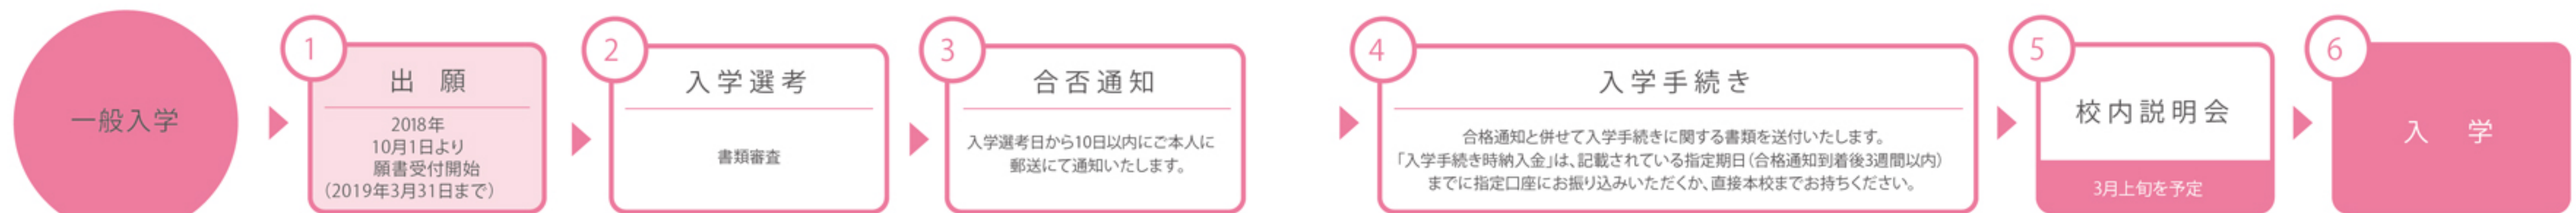 一般入学
1
出 願
2018年
10月1日より
願書受付開始
(2019年3月31日まで)
2
入学選考
書類審査
3
合否通知
入学選考日から10日以内にご本人に
郵送にて通知いたします。
4
入学手続き
合格通知と併せて入学手続きに関する書類を送付いたします。
「入学手続き時納入金」は、記載されている指定期日(合格通知到着後3週間以内)
までに指定口座にお振り込みいただくか、直接本校までお持ちください。
5
校内説明会
3月上旬を予定
6
入 学